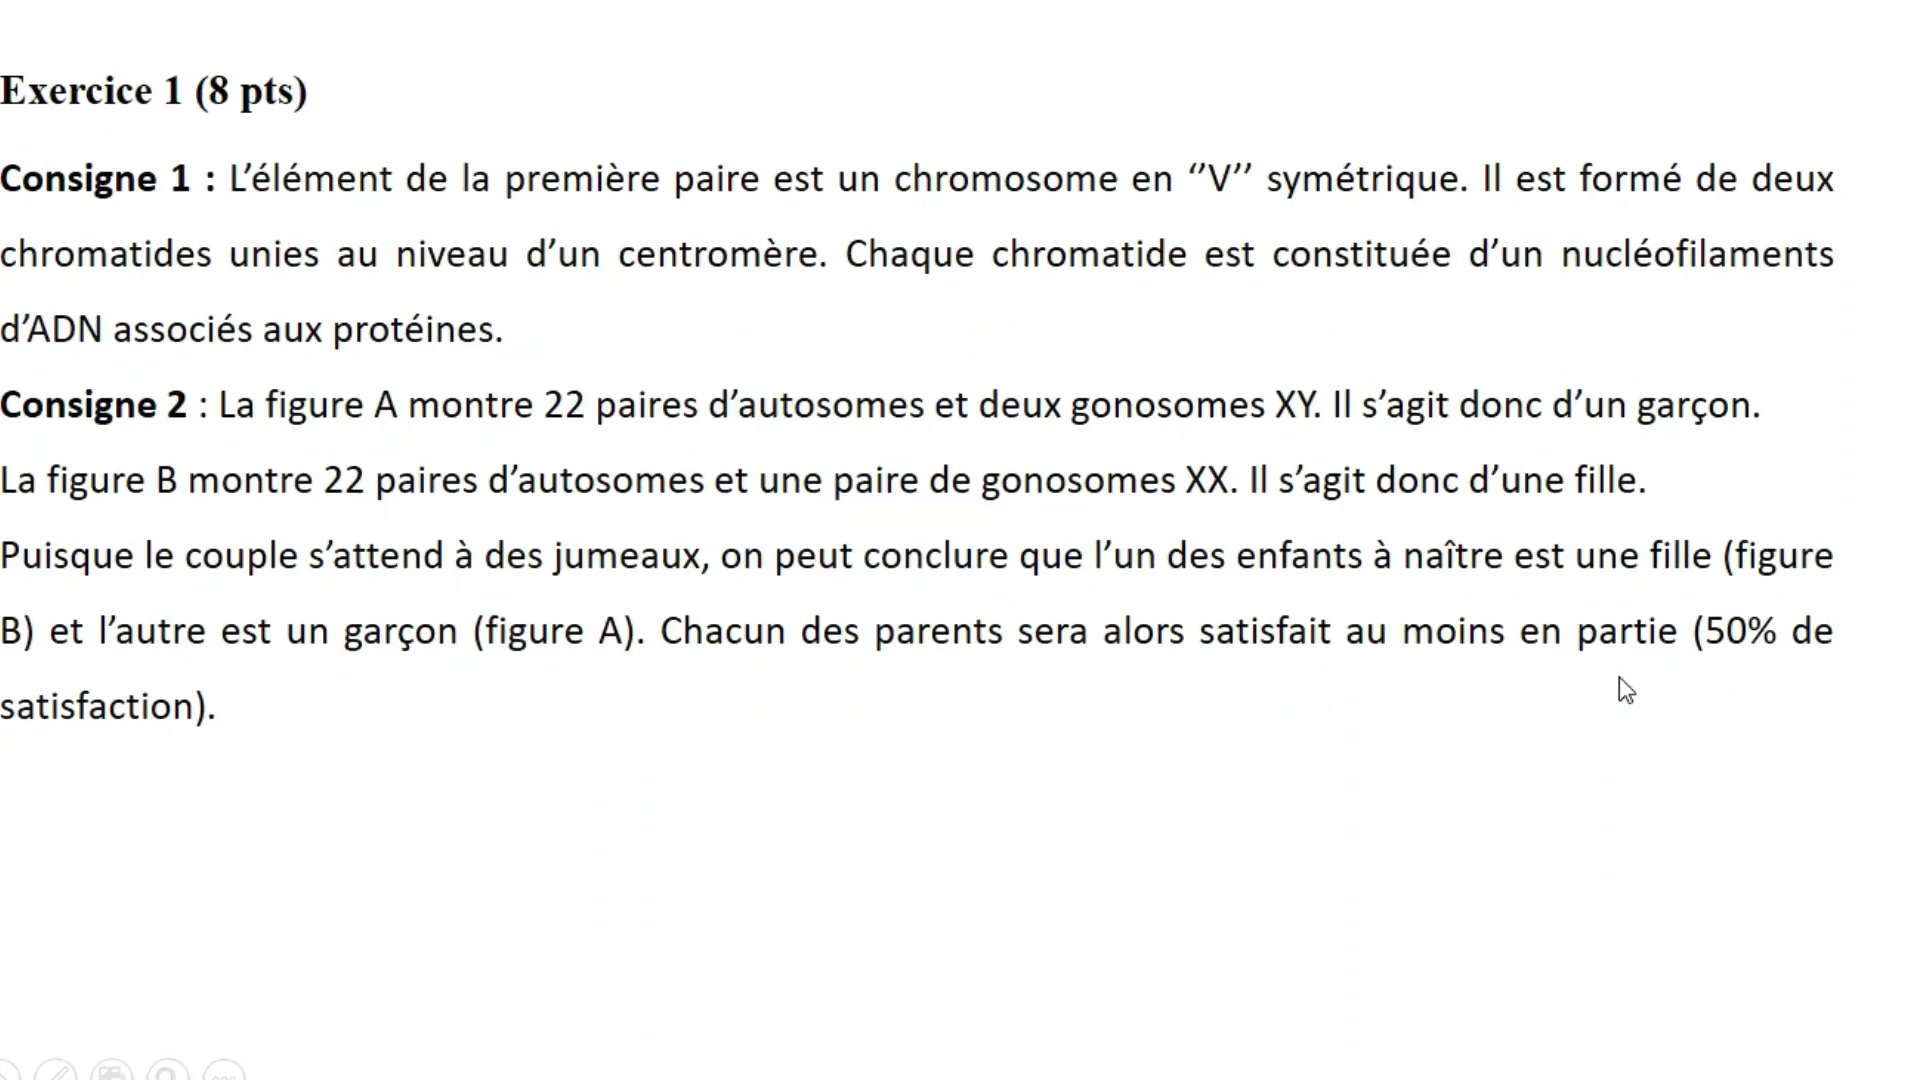 Exercice 1 (8 pts)
Consigne 1 : L’élément de la première paire est un chromosome en ‘’V’’ symétrique. Il est formé de deux
chromatides unies au niveau d’un centromère. Chaque chromatide est constituée d’un nucléofilaments
d’ADN associés aux protéines.
Consigne 2 : La figure A montre 22 paires d’autosomes et deux gonosomes XY. Il s’agit donc d’un garçon.
La figure B montre 22 paires d’autosomes et une paire de gonosomes XX. Il s’agit donc d’une fille.
Puisque le couple s’attend à des jumeaux, on peut conclure que l’un des enfants à naître est une fille (figure
B) et l’autre est un garçon (figure A). Chacun des parents sera alors satisfait au moins en partie (50% de
satisfaction).